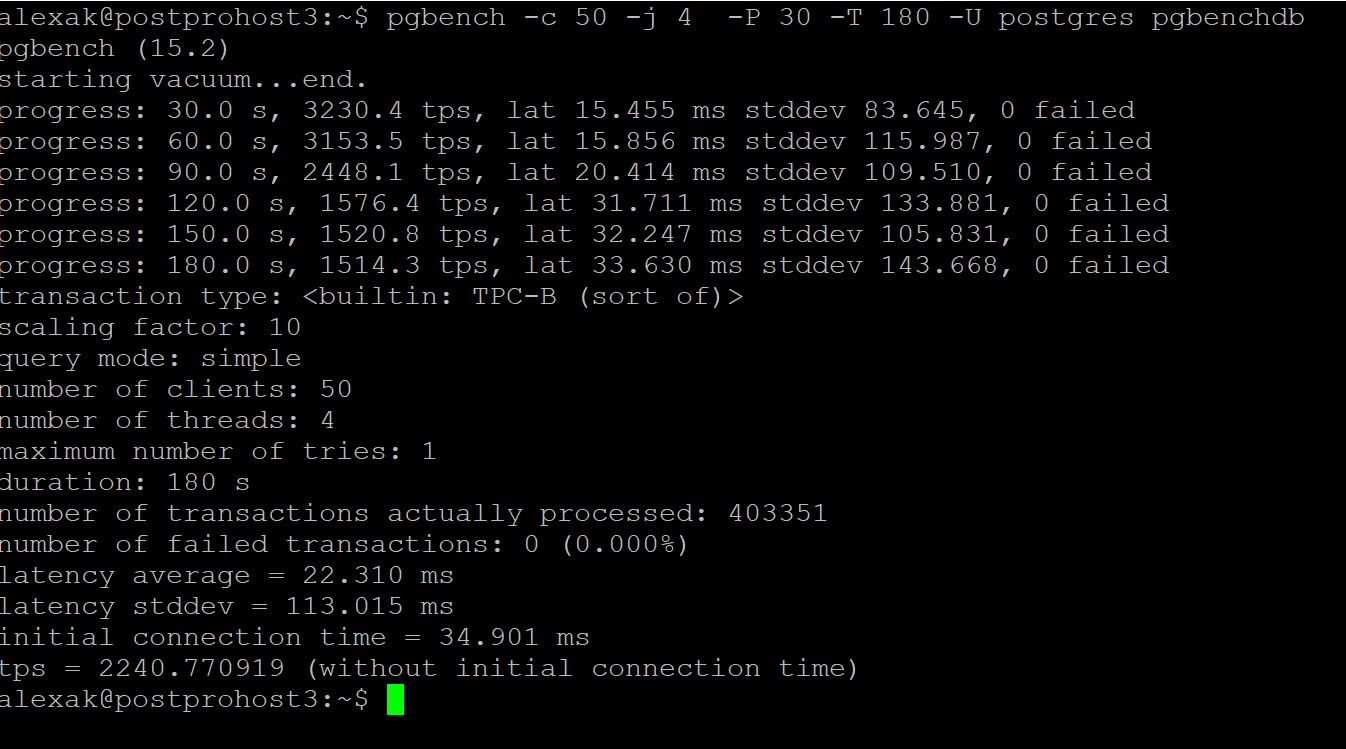 alexak@postprohost3:~$ pgbench -c 50 -j 4  -P 30 -T 180 -U postgres pgbenchdb
pgbench (15.2)
starting vacuum...end.
progress: 30.0 s, 3230.4 tps, lat 15.455 ms stddev 83.645, 0 failed
progress: 60.0 s, 3153.5 tps, lat 15.856 ms stddev 115.987, 0 failed
progress: 90.0 s, 2448.1 tps, lat 20.414 ms stddev 109.510, 0 failed
progress: 120.0 s, 1576.4 tps, lat 31.711 ms stddev 133.881, 0 failed
progress: 150.0 s, 1520.8 tps, lat 32.247 ms stddev 105.831, 0 failed
progress: 180.0 s, 1514.3 tps, lat 33.630 ms stddev 143.668, 0 failed
transaction type: <builtin: TPC-B (sort of)>
scaling factor: 10
query mode: simple
number of clients: 50
number of threads: 4
maximum number of tries: 1
duration: 180 s
number of transactions actually processed: 403351
number of failed transactions: 0 (0.000%)
latency average = 22.310 ms
latency stddev = 113.015 ms
initial connection time = 34.901 ms
tps = 2240.770919 (without initial connection time)
alexak@postprohost3:~$